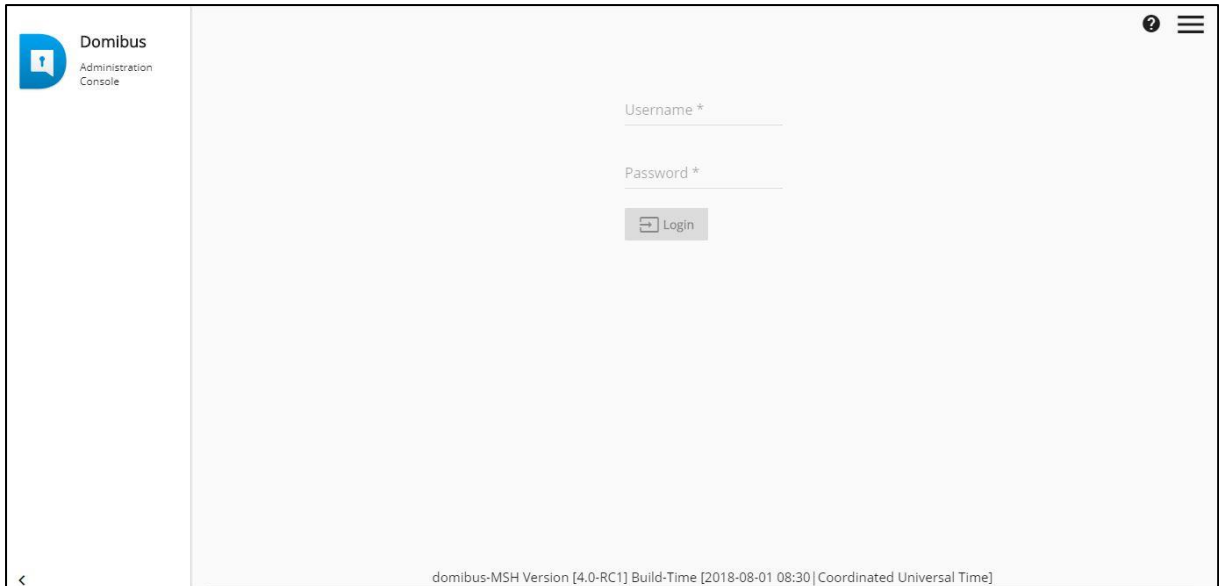 Domibus
Administration
Console
Username *
Password *
Login
domibus-MSH Version [4.0-RC1] Build-Time [2018-08-01 08:30|Coordinated Universal Time]